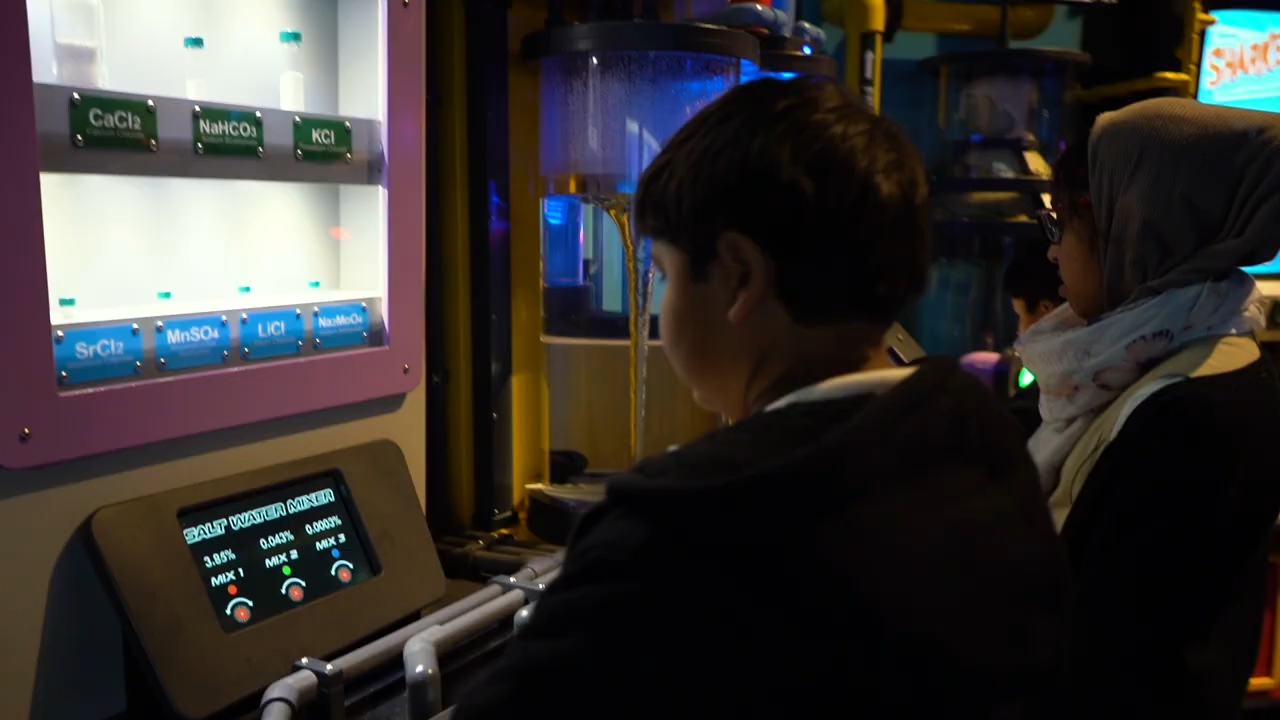 CaCl2
NaHCO3
KCl
SrCl2
MnSO4
LiCl
Na2MoO4
SALT WATER MIXER
3.85% 0.043% 0.0003%
MIX 1 MIX 2 MIX 3